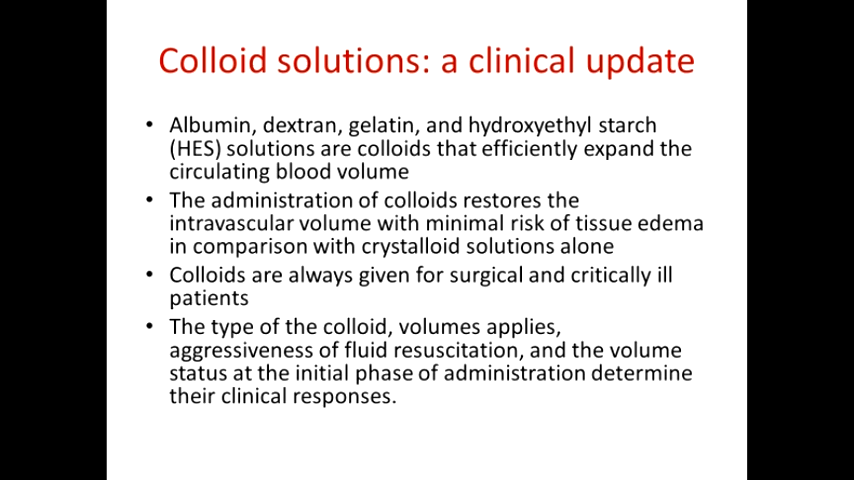 Colloid solutions: a clinical update
• Albumin, dextran, gelatin, and hydroxyethyl starch
(HES) solutions are colloids that efficiently expand the
circulating blood volume
• The administration of colloids restores the
intravascular volume with minimal risk of tissue edema
in comparison with crystalloid solutions alone
• Colloids are always given for surgical and critically ill
patients
• The type of the colloid, volumes applies,
aggressiveness of fluid resuscitation, and the volume
status at the initial phase of administration determine
their clinical responses.